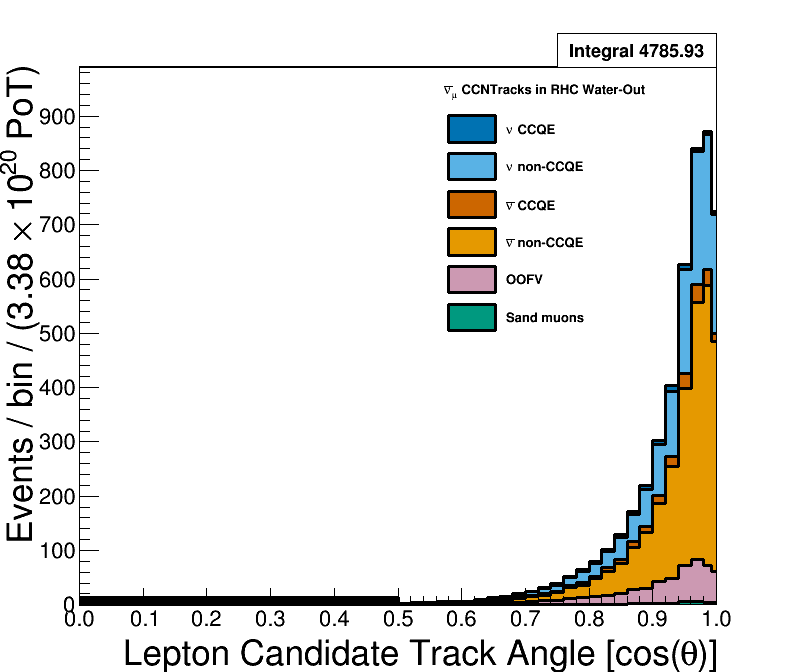 Integral 4785.93
ν̄μ CCNTracks in RHC Water-Out
ν CCQE
ν non-CCQE
ν̄ CCQE
ν̄ non-CCQE
OOFV
Sand muons
Events / bin / (3.38 × 10²⁰ PoT)
900
800
700
600
500
400
300
200
100
0
0.0 0.1 0.2 0.3 0.4 0.5 0.6 0.7 0.8 0.9 1.0
Lepton Candidate Track Angle [cos(θ)]